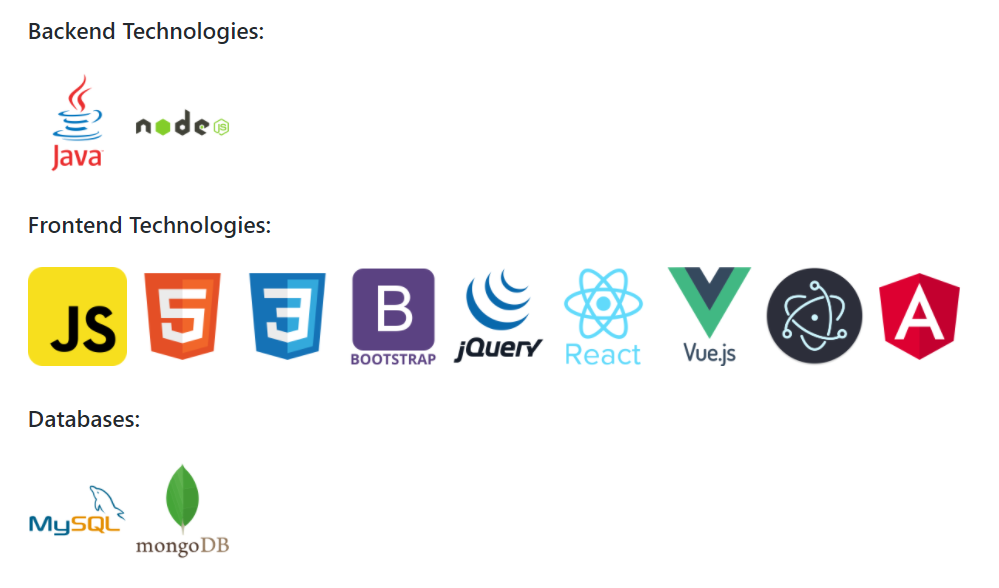 Backend Technologies:
Java node JS
Frontend Technologies:
JS 5 3 B BOOTSTRAP jQuery React Vue.js A
Databases:
MySQL mongoDB